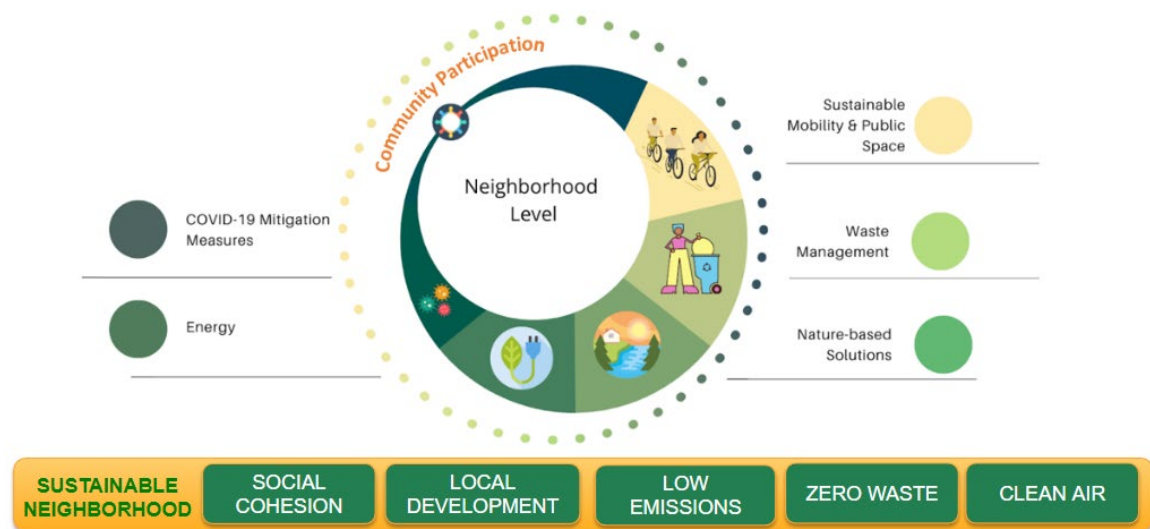 Community Participation
Neighborhood
Level
COVID-19 Mitigation
Measures
Energy
Sustainable
Mobility & Public
Space
Waste
Management
Nature-based
Solutions
SUSTAINABLE
NEIGHBORHOOD
SOCIAL
COHESION
LOCAL
DEVELOPMENT
LOW
EMISSIONS
ZERO WASTE
CLEAN AIR